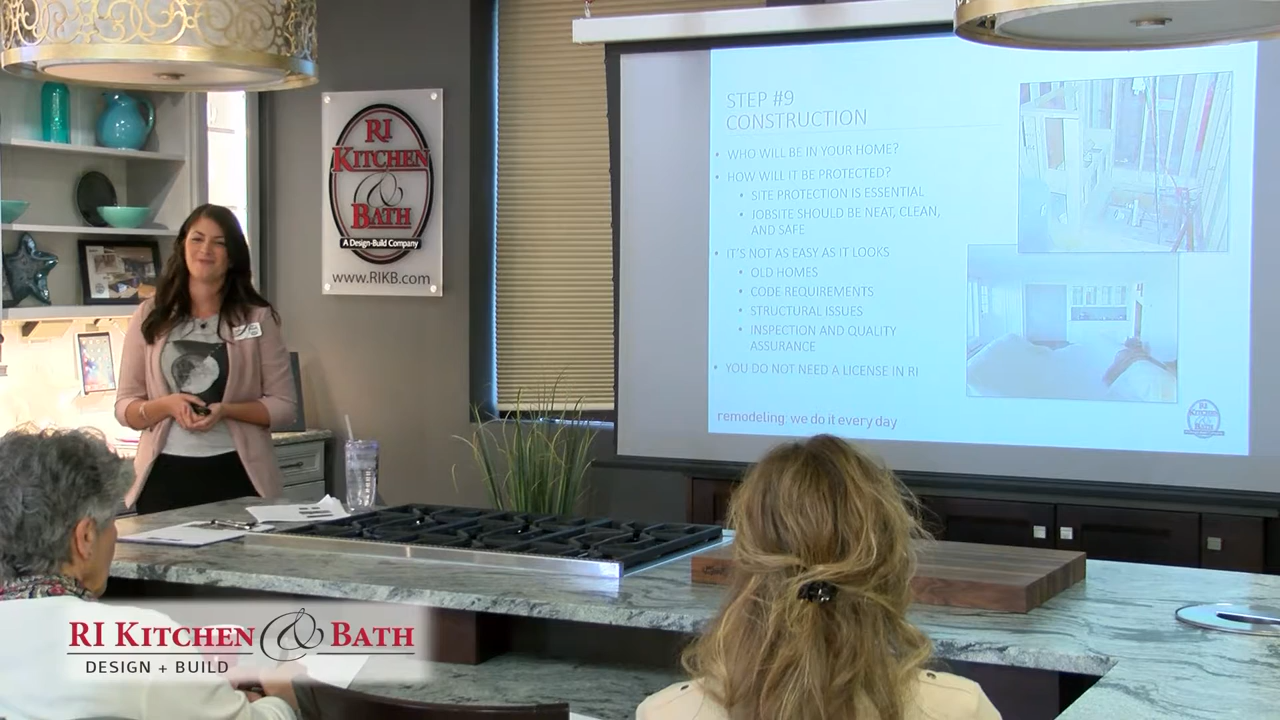 RI
KITCHEN
&
BATH
A Design-Build Company
www.RIKB.com
STEP #9
CONSTRUCTION
• WHO WILL BE IN YOUR HOME?
• HOW WILL IT BE PROTECTED?
• SITE PROTECTION IS ESSENTIAL
• JOBSITE SHOULD BE NEAT, CLEAN,
AND SAFE
• IT'S NOT AS EASY AS IT LOOKS
• OLD HOMES
• CODE REQUIREMENTS
• STRUCTURAL ISSUES
• INSPECTION AND QUALITY
ASSURANCE
• YOU DO NOT NEED A LICENSE IN RI
remodeling: we do it every day
RI
KITCHEN
&
BATH
RI KITCHEN & BATH
DESIGN + BUILD